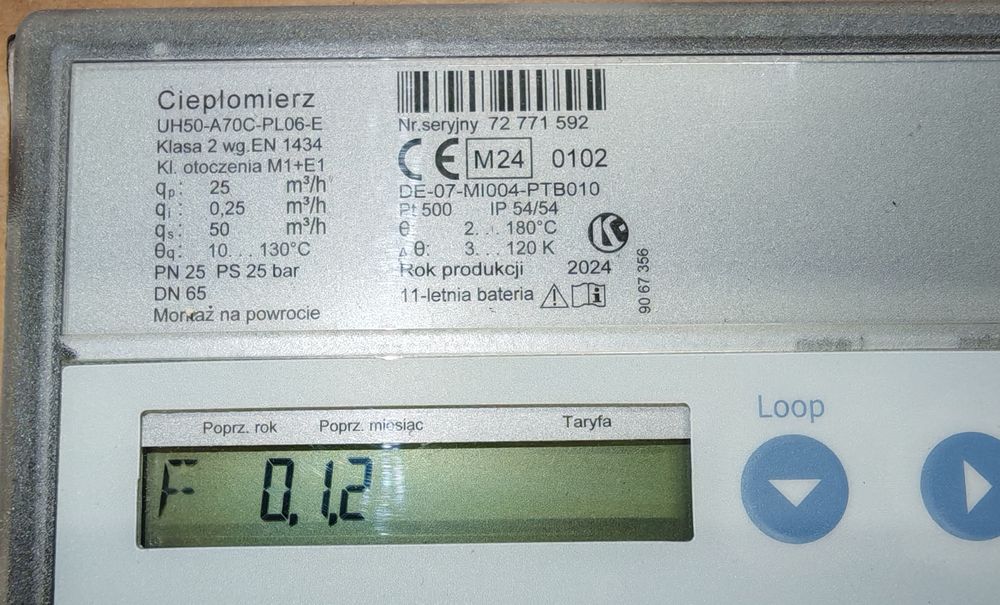 Ciepłomierz
UH50-A70C-PL06-E
Klasa 2 wg.EN 1434
Kl. otoczenia M1+E1
qp: 25 m³/h
qi: 0,25 m³/h
qs: 50 m³/h
Θq: 10... 130°C
PN 25 PS 25 bar
DN 65
Montaż na powrocie
Nr.seryjny 72 771 592
CE M24 0102
DE-07-MI004-PTB010
Pt 500 IP 54/54
Θ: 2... 180°C
ΔΘ: 3... 120 K
Rok produkcji 2024
11-letnia bateria
90 67 356
Poprz. rok Poprz. miesiąc Taryfa
F 0,1,2
Loop